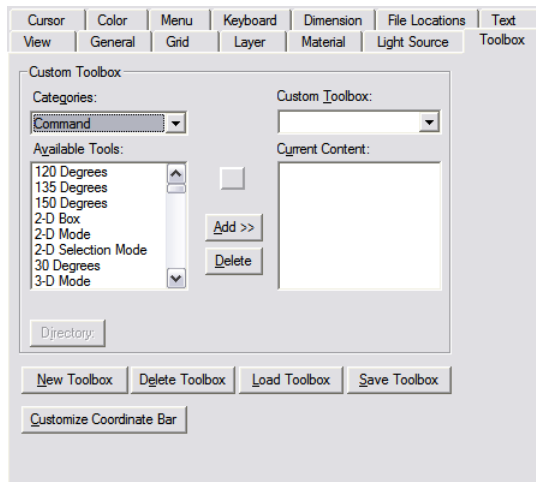 Cursor Color Menu Keyboard Dimension File Locations Text
View General Grid Layer Material Light Source Toolbox
Custom Toolbox
Categories: Custom Toolbox:
Command
Available Tools: Current Content:
120 Degrees
135 Degrees
150 Degrees
2-D Box
2-D Mode
2-D Selection Mode
30 Degrees
3-D Mode
Add >>
Delete
Directory:
New Toolbox Delete Toolbox Load Toolbox Save Toolbox
Customize Coordinate Bar